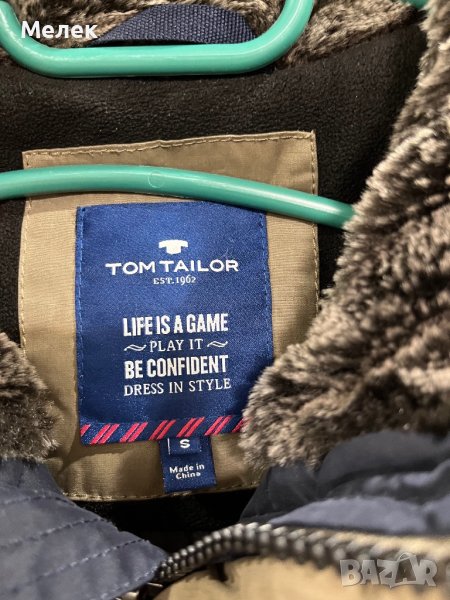 Мелек
TOM TAILOR
EST. 1962
LIFE IS A GAME
~ PLAY IT ~
BE CONFIDENT
DRESS IN STYLE
S
Made in
China
BAZAR